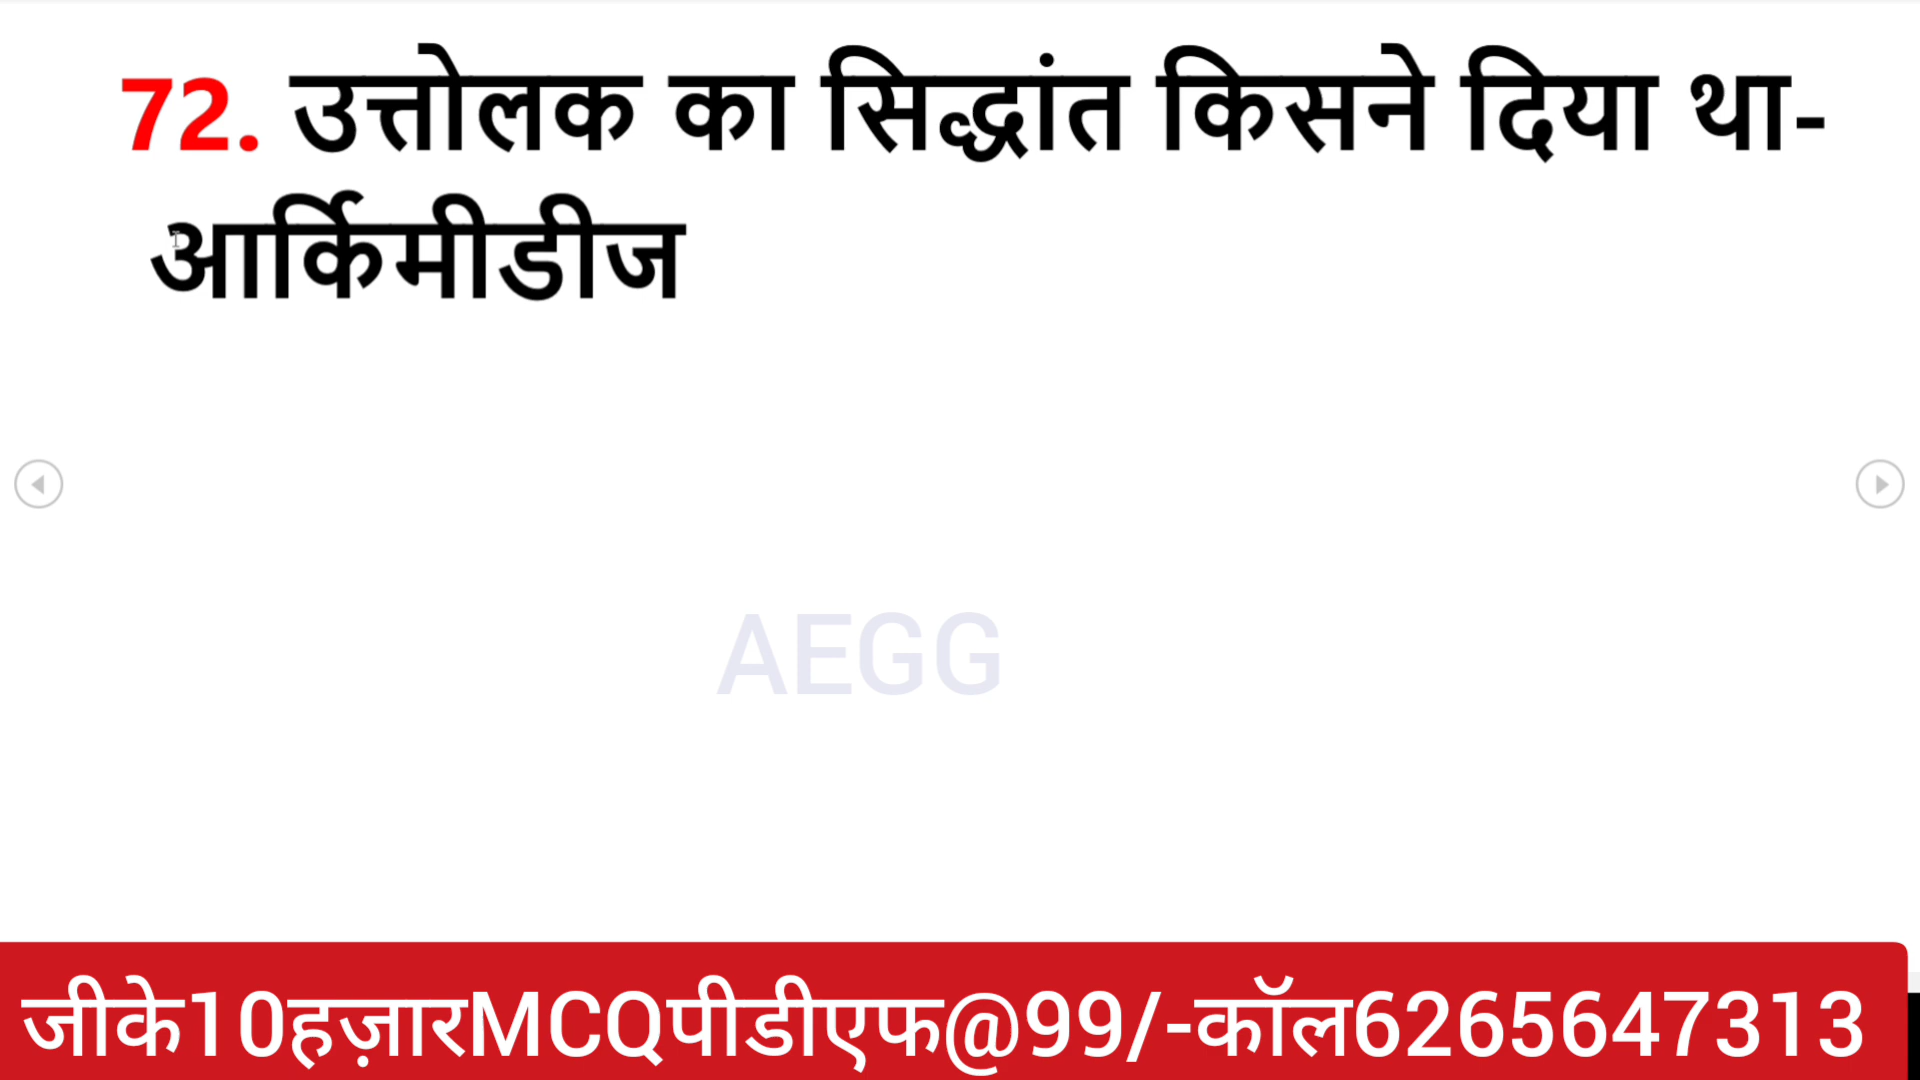 72. उत्तोलक का सिद्धांत किसने दिया था-
आर्किमीडीज
AEGG
जीके10हज़ारMCQपीडीएफ@99/-कॉल6265647313